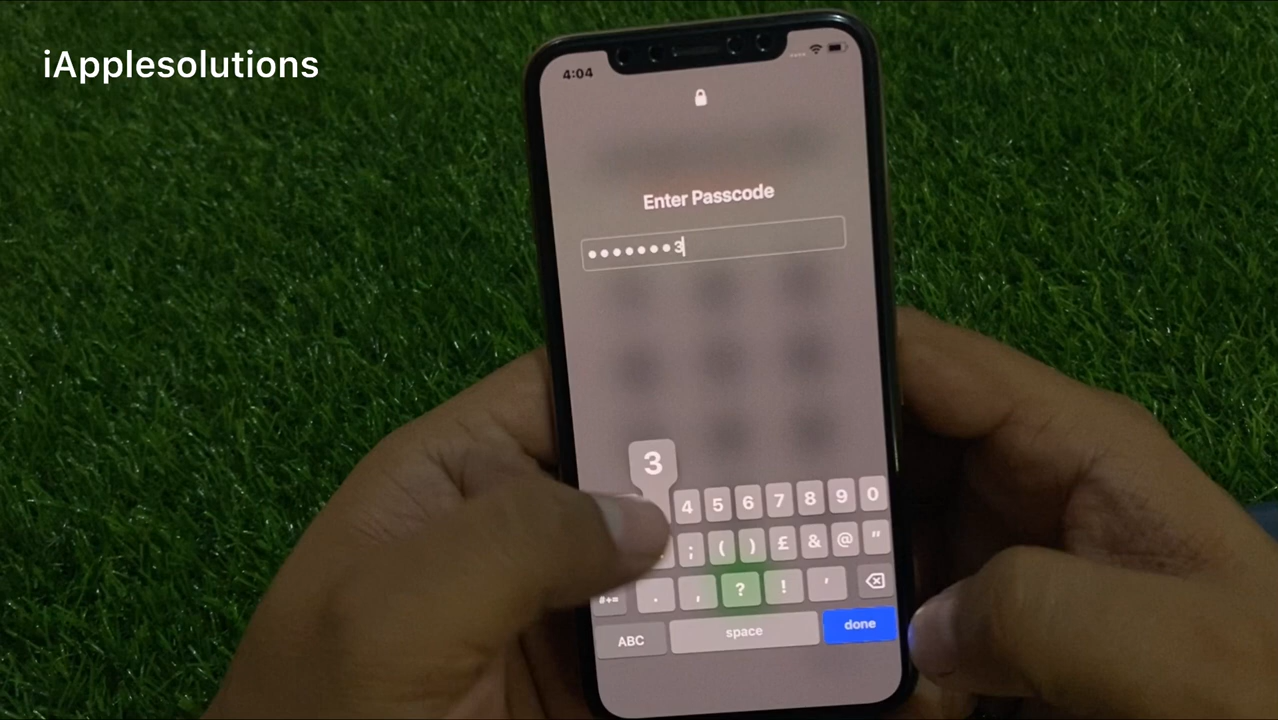 iApplesolutions
4:04
Enter Passcode
•••••••3
3
4 5 6 7 8 9 0
; ( ) £ & @ "
#+= . , ? ! '
ABC space done